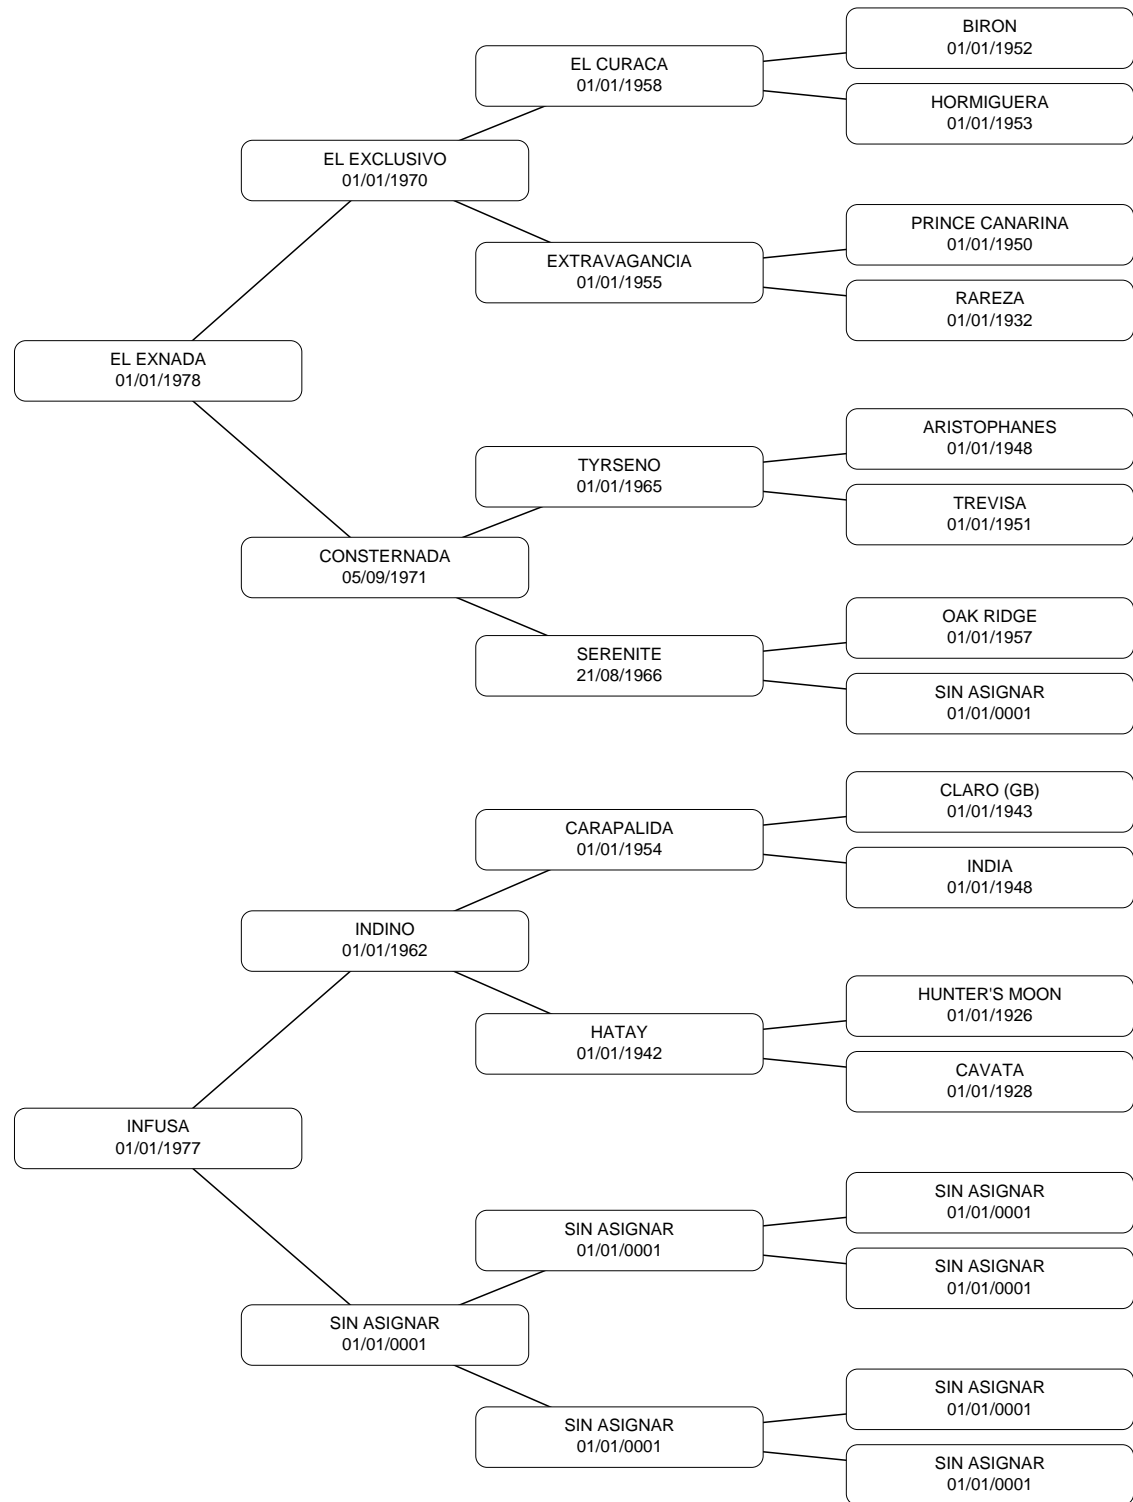 BIRON
01/01/1952
EL CURACA
01/01/1958
HORMIGUERA
01/01/1953
EL EXCLUSIVO
01/01/1970
PRINCE CANARINA
01/01/1950
EXTRAVAGANCIA
01/01/1955
RAREZA
01/01/1932
EL EXNADA
01/01/1978
ARISTOPHANES
01/01/1948
TYRSENO
01/01/1965
TREVISA
01/01/1951
CONSTERNADA
05/09/1971
OAK RIDGE
01/01/1957
SERENITE
21/08/1966
SIN ASIGNAR
01/01/0001
CLARO (GB)
01/01/1943
CARAPALIDA
01/01/1954
INDIA
01/01/1948
INDINO
01/01/1962
HUNTER'S MOON
01/01/1926
HATAY
01/01/1942
CAVATA
01/01/1928
INFUSA
01/01/1977
SIN ASIGNAR
01/01/0001
SIN ASIGNAR
01/01/0001
SIN ASIGNAR
01/01/0001
SIN ASIGNAR
01/01/0001
SIN ASIGNAR
01/01/0001
SIN ASIGNAR
01/01/0001
SIN ASIGNAR
01/01/0001